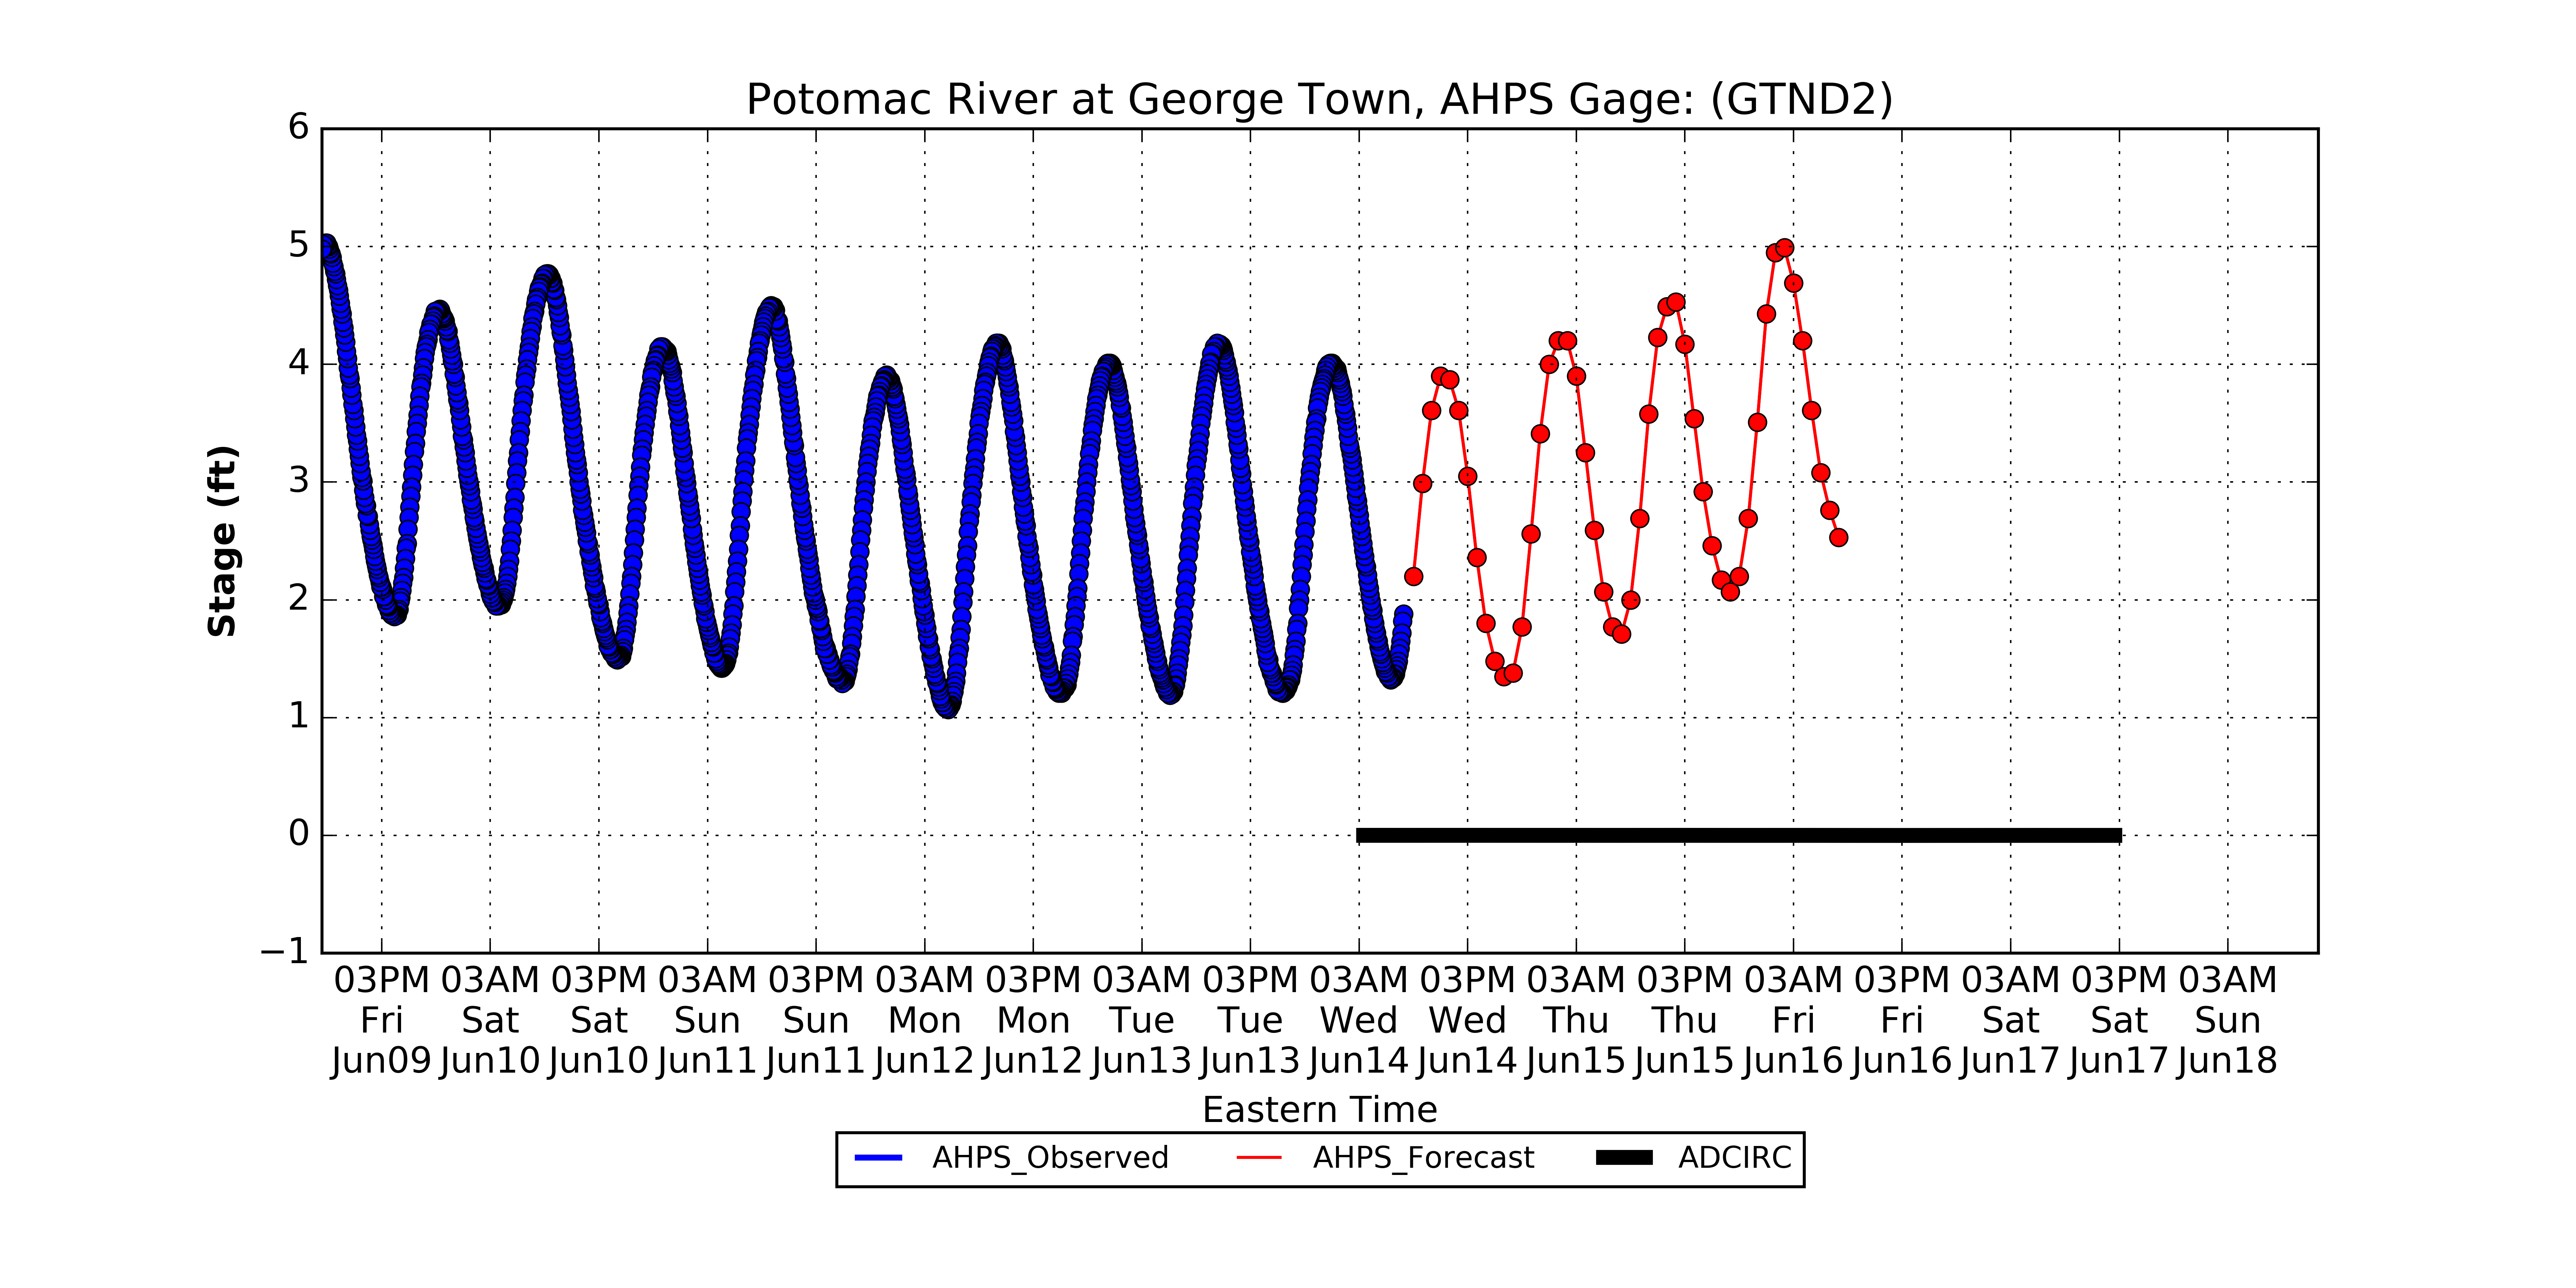 Potomac River at George Town, AHPS Gage: (GTND2)
6
5
4
3
2
1
0
−1
Stage (ft)
03PM 03AM 03PM 03AM 03PM 03AM 03PM 03AM 03PM 03AM 03PM 03AM 03PM 03AM 03PM 03AM 03PM 03AM
Fri Sat Sat Sun Sun Mon Mon Tue Tue Wed Wed Thu Thu Fri Fri Sat Sat Sun
Jun09 Jun10 Jun10 Jun11 Jun11 Jun12 Jun12 Jun13 Jun13 Jun14 Jun14 Jun15 Jun15 Jun16 Jun16 Jun17 Jun17 Jun18
Eastern Time
AHPS_Observed AHPS_Forecast ADCIRC